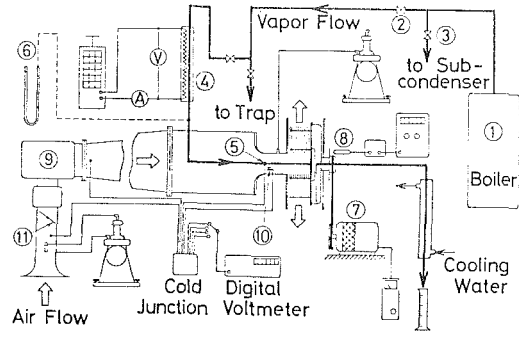 Vapor Flow
②
③
⑥
V
④
to Sub-
condenser
A
to Trap
①
⑧
Boiler
⑤
⑨
⑦
⑩
⑪
Cooling
Water
Cold
Junction
Digital
Voltmeter
Air Flow